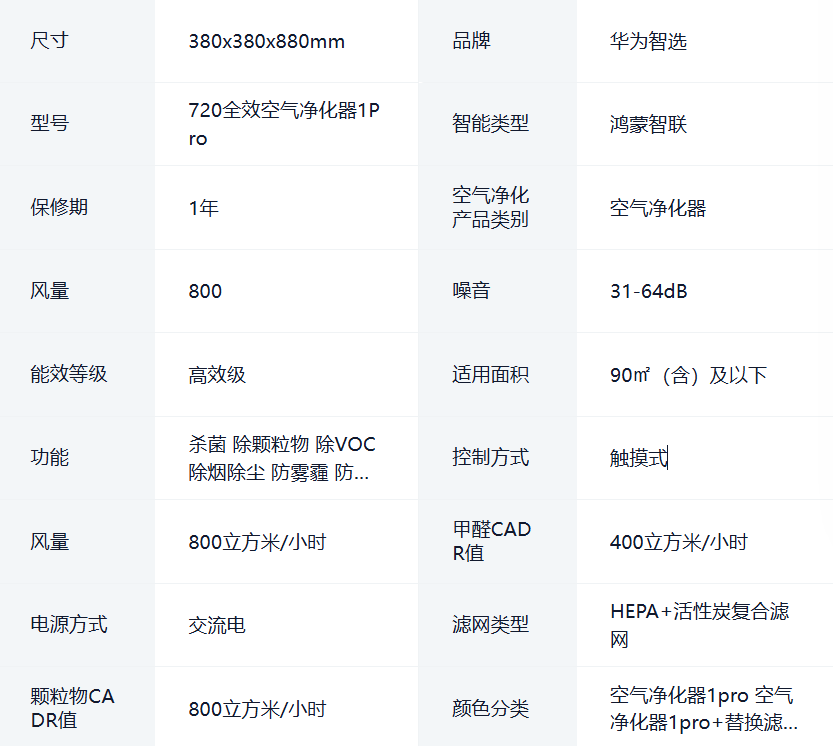 尺寸
380x380x880mm
品牌
华为智选
型号
720全效空气净化器1P
ro
智能类型
鸿蒙智联
保修期
1年
空气净化
产品类别
空气净化器
风量
800
噪音
31-64dB
能效等级
高效级
适用面积
90㎡（含）及以下
功能
杀菌 除颗粒物 除VOC
除烟除尘 防雾霾 防...
控制方式
触摸式
风量
800立方米/小时
甲醛CAD
R值
400立方米/小时
电源方式
交流电
滤网类型
HEPA+活性炭复合滤
网
颗粒物CA
DR值
800立方米/小时
颜色分类
空气净化器1pro 空气
净化器1pro+替换滤...